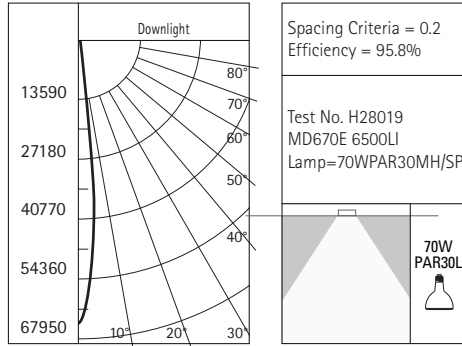 Downlight
13590
27180
40770
54360
67950
80°
70°
60°
50°
40°
10°
20°
30°
Spacing Criteria = 0.2
Efficiency = 95.8%
Test No. H28019
MD670E 6500LI
Lamp=70WPAR30MH/SP
70W
PAR30L